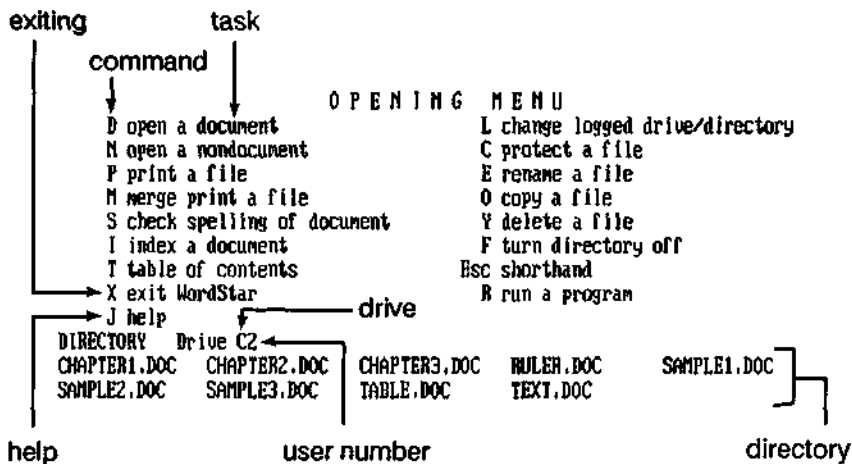 exiting task
command
OPENING MENU
D open a document L change logged drive/directory
N open a nondocument C protect a file
P print a file E rename a file
M merge print a file O copy a file
S check spelling of document Y delete a file
I index a document F turn directory off
T table of contents Esc shorthand
X exit WordStar R run a program
drive
J help
DIRECTORY Drive C2
CHAPTER1.DOC CHAPTER2.DOC CHAPTER3.DOC RULER.DOC SAMPLE1.DOC
SAMPLE2.DOC SAMPLE3.DOC TABLE.DOC TEXT.DOC
help user number directory